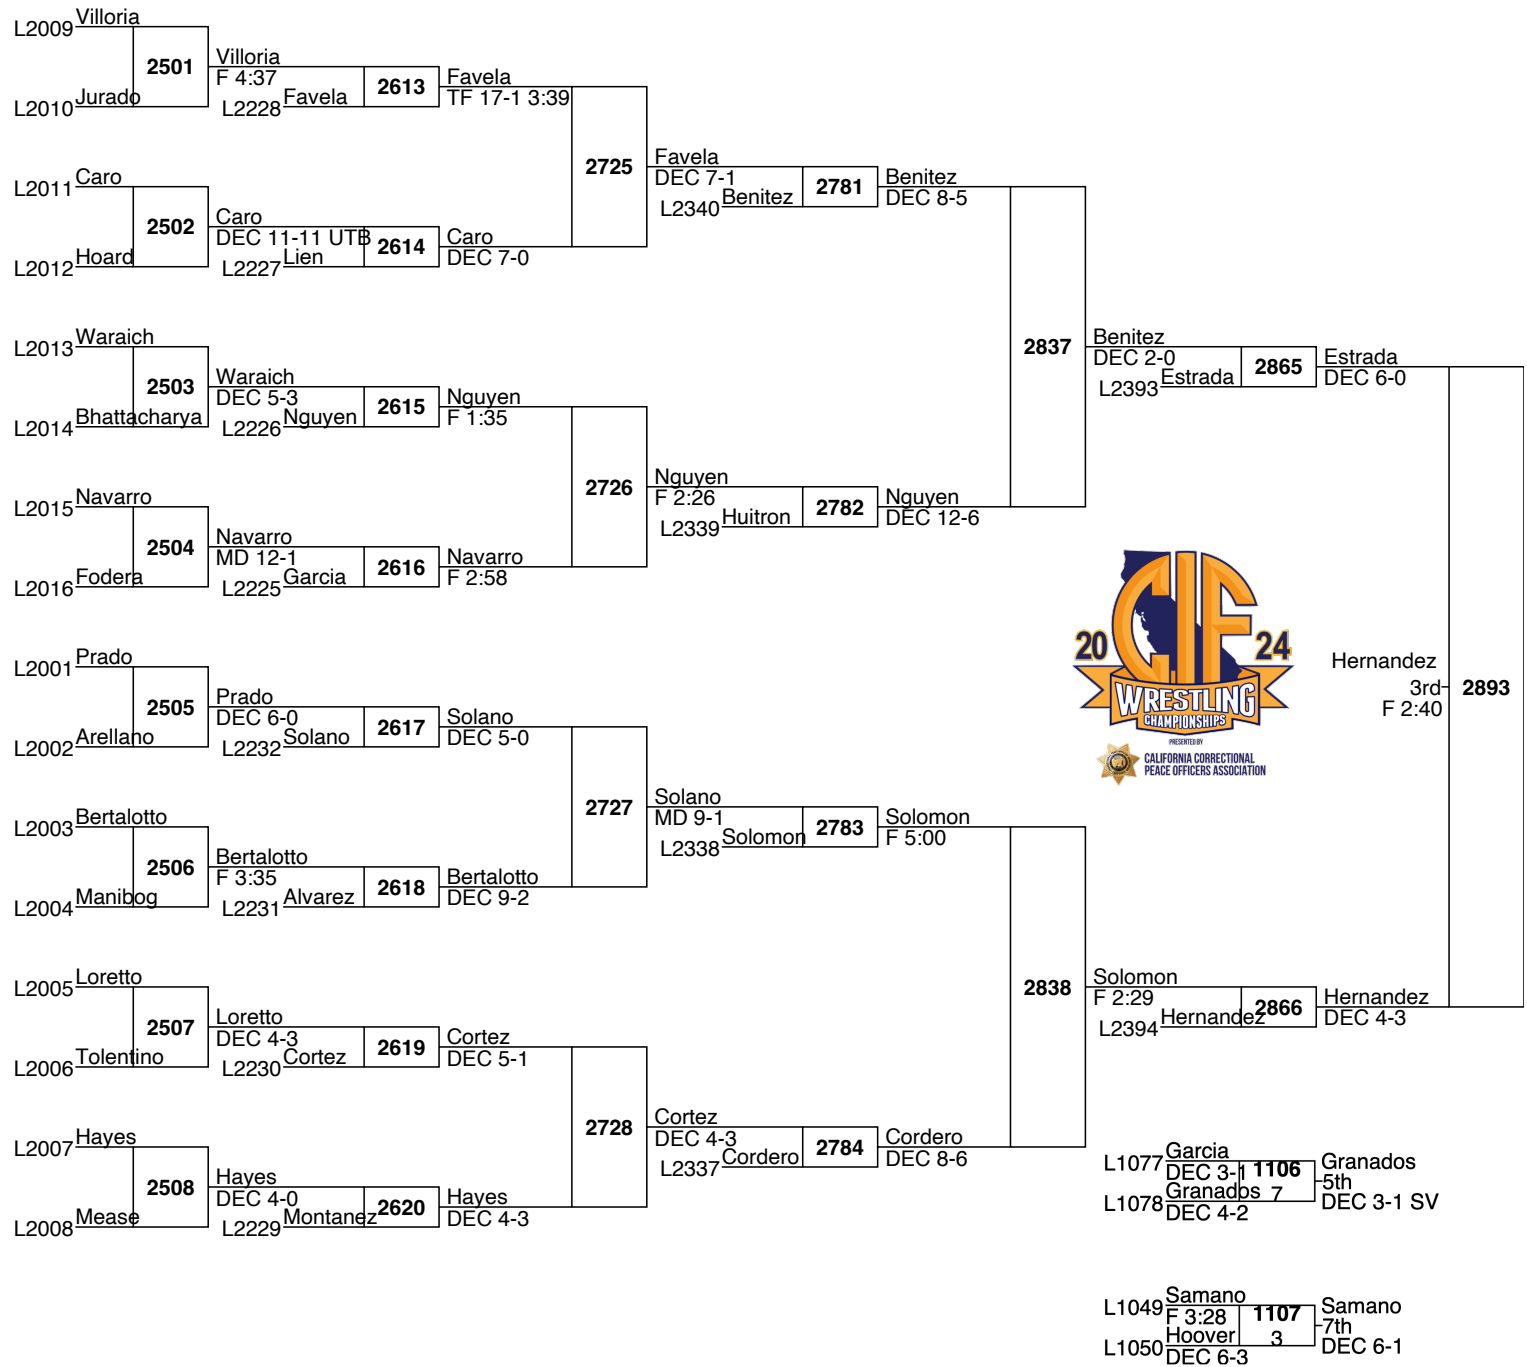 L2009 Villoria
2501
Villoria
F 4:37
L2010 Jurado
L2228 Favela
2613
Favela
TF 17-1 3:39
2725
Favela
DEC 7-1
L2340 Benitez
2781
Benitez
DEC 8-5
L2011 Caro
2502
Caro
DEC 11-11 UTB
L2012 Hoard
L2227 Lien
2614
Caro
DEC 7-0
L2013 Waraich
2503
Waraich
DEC 5-3
L2014 Bhattacharya
L2226 Nguyen
2615
Nguyen
F 1:35
2837
Benitez
DEC 2-0
L2393 Estrada
2865
Estrada
DEC 6-0
2726
Nguyen
F 2:26
L2339 Huitron
2782
Nguyen
DEC 12-6
L2015 Navarro
2504
Navarro
MD 12-1
L2016 Fodera
L2225 Garcia
2616
Navarro
F 2:58
20 CIF 24
WRESTLING
CHAMPIONSHIPS
PRESENTED BY
CALIFORNIA CORRECTIONAL
PEACE OFFICERS ASSOCIATION
Hernandez
3rd
F 2:40
2893
L2001 Prado
2505
Prado
DEC 6-0
L2002 Arellano
L2232 Solano
2617
Solano
DEC 5-0
2727
Solano
MD 9-1
L2338 Solomon
2783
Solomon
F 5:00
L2003 Bertalotto
2506
Bertalotto
F 3:35
L2004 Manibog
L2231 Alvarez
2618
Bertalotto
DEC 9-2
L2005 Loretto
2507
Loretto
DEC 4-3
L2006 Tolentino
L2230 Cortez
2619
Cortez
DEC 5-1
2838
Solomon
F 2:29
L2394 Hernandez
2866
Hernandez
DEC 4-3
2728
Cortez
DEC 4-3
L2337 Cordero
2784
Cordero
DEC 8-6
L2007 Hayes
2508
Hayes
DEC 4-0
L2008 Mease
L2229 Montanez
2620
Hayes
DEC 4-3
L1077 Garcia
DEC 3-1
1106
7
L1078 Granados
DEC 4-2
Granados
5th
DEC 3-1 SV
L1049 Samano
F 3:28
1107
3
L1050 Hoover
DEC 6-3
Samano
7th
DEC 6-1